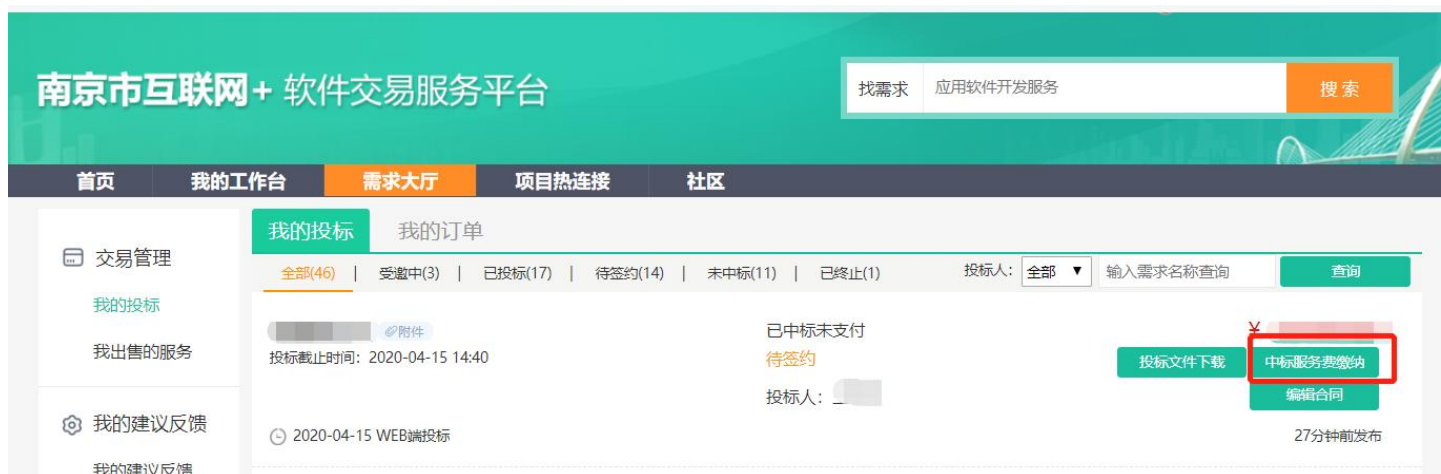 南京市互联网+ 软件交易服务平台
找需求 应用软件开发服务 搜索
首页 我的工作台 需求大厅 项目热连接 社区
我的投标 我的订单
交易管理
全部(46) | 受邀中(3) | 已投标(17) | 待签约(14) | 未中标(11) | 已终止(1) 投标人: 全部 ▼ 输入需求名称查询 查询
我的投标
附件 已中标未支付 ¥
我出售的服务 投标截止时间: 2020-04-15 14:40 待签约 投标文件下载 中标服务费缴纳
投标人: 编辑合同
我的建议反馈
2020-04-15 WEB端投标 27分钟前发布
我的建议反馈